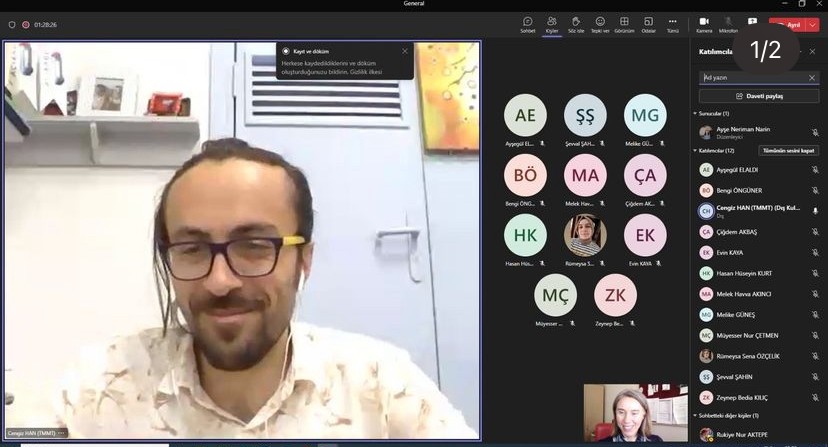 General
01:28:26
Sohbet
Kişiler
Söz iste
Tepki ver
Görünüm
Odalar
Tümü
Kamera
Mikrofon
Ayrıl
Kayıt ve döküm
Herkese kaydedildiklerini ve döküm
oluşturduğunuzu bildirin. Gizlilik ilkesi
Cengiz HAN (TMMT)
AE
Ayşegül EL...
ŞŞ
Şevval ŞAH...
MG
Melike GÜ...
BÖ
Bengi ÖNG...
MA
Melek Hav...
ÇA
Çiğdem AK...
HK
Hasan Hüs...
Rümeysa S...
EK
Evin KAYA
MÇ
Müyesser ...
ZK
Zeynep Be...
Katılımcıla
1/2
Ad yazın
Daveti paylaş
Sunucular (1)
Ayşe Neriman Narin
Düzenleyici
Katılımcılar (12)
Tümünün sesini kapat
AE
Ayşegül ELALDI
BÖ
Bengi ÖNGÜNER
CH
Cengiz HAN (TMMT) (Dış Kul...
Dış
ÇA
Çiğdem AKBAŞ
EK
Evin KAYA
HK
Hasan Hüseyin KURT
MA
Melek Havva AKINCI
MG
Melike GÜNEŞ
MÇ
Müyesser Nur ÇETMEN
Rümeysa Sena ÖZÇELİK
ŞŞ
Şevval ŞAHİN
ZK
Zeynep Bedia KILIÇ
Sohbetteki diğer kişiler (1)
Rukiye Nur AKTEPE